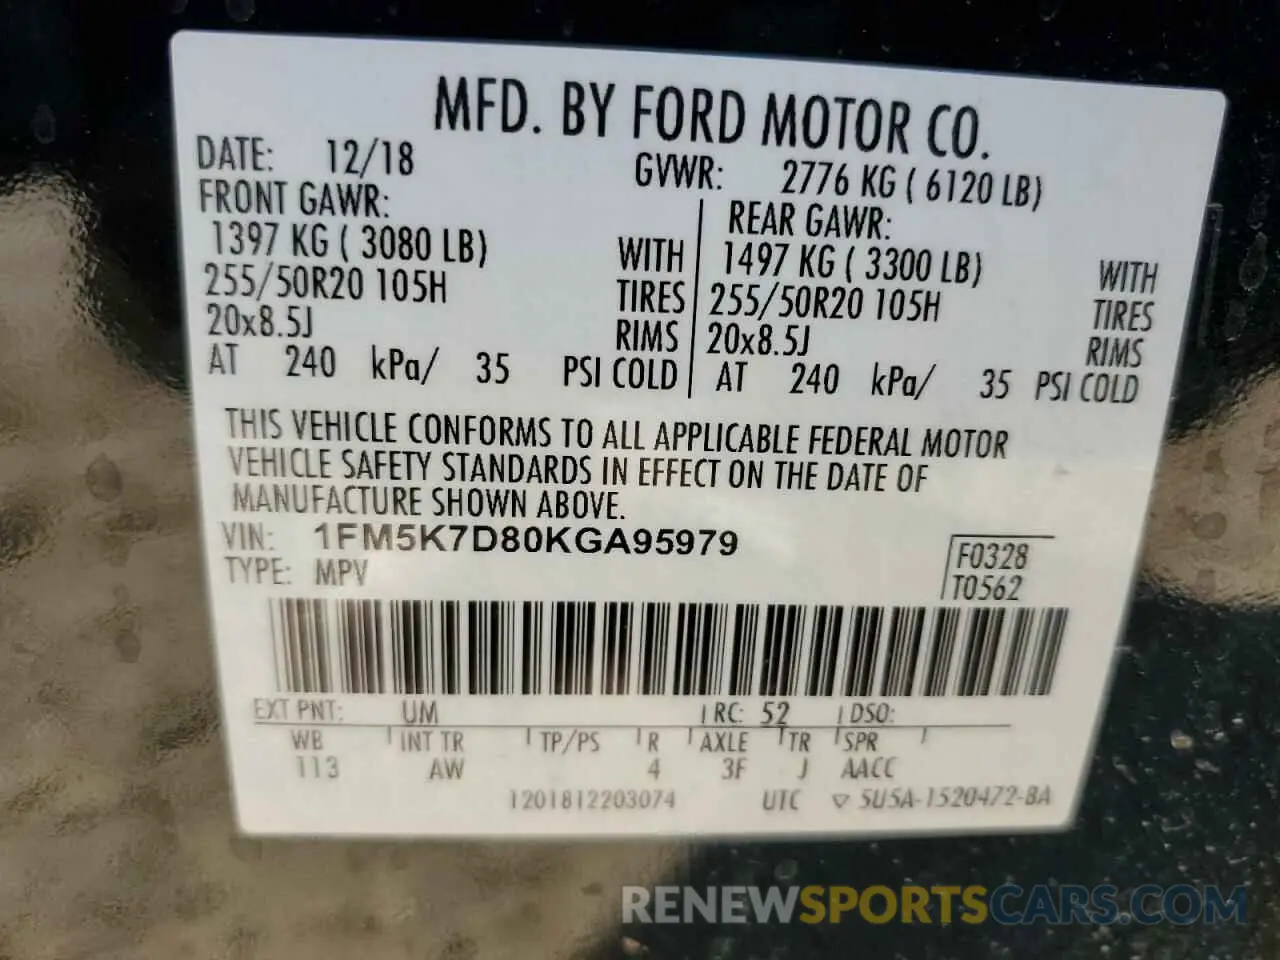 MFD. BY FORD MOTOR CO.
DATE: 12/18 GVWR: 2776 KG ( 6120 LB)
FRONT GAWR: REAR GAWR:
1397 KG ( 3080 LB) WITH 1497 KG ( 3300 LB) WITH
255/50R20 105H TIRES 255/50R20 105H TIRES
20x8.5J RIMS 20x8.5J RIMS
AT 240 kPa/ 35 PSI COLD AT 240 kPa/ 35 PSI COLD
THIS VEHICLE CONFORMS TO ALL APPLICABLE FEDERAL MOTOR
VEHICLE SAFETY STANDARDS IN EFFECT ON THE DATE OF
MANUFACTURE SHOWN ABOVE.
VIN: 1FM5K7D80KGA95979
TYPE: MPV
F0328
T0562
EXT PNT: UM RC: 52 DSO:
WB INT TR TP/PS R AXLE TR SPR
113 AW 4 3F J AACC
1201812203074 UTC ▽ 5U5A-1520472-BA
RENEWSPORTSCARS.COM